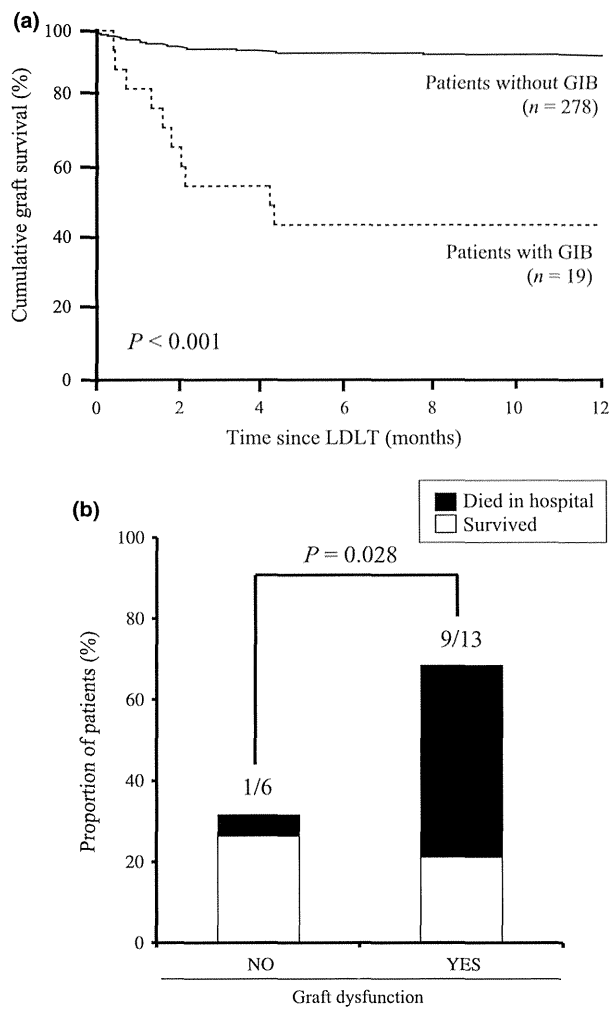 (a)
Cumulative graft survival (%)
100
80
60
40
20
0
Patients without GIB
(n = 278)
Patients with GIB
(n = 19)
P < 0.001
0 2 4 6 8 10 12
Time since LDLT (months)
(b)
Died in hospital
Survived
Proportion of patients (%)
100
80
60
40
20
0
P = 0.028
9/13
1/6
NO YES
Graft dysfunction